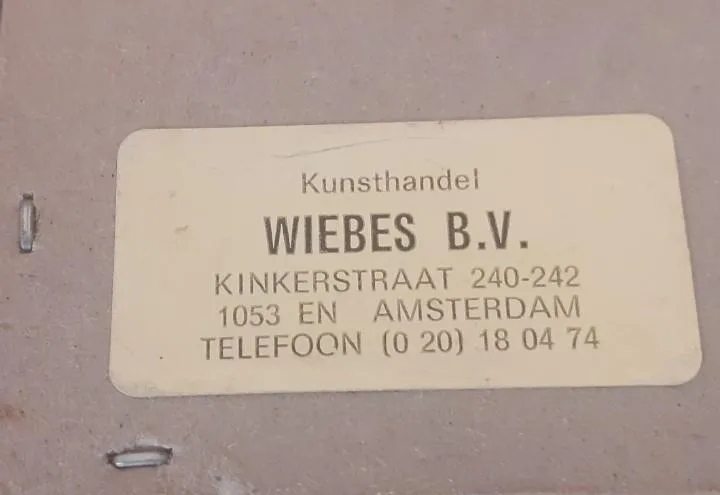 Kunsthandel
WIEBES B.V.
KINKERSTRAAT 240-242
1053 EN AMSTERDAM
TELEFOON (0 20) 18 04 74